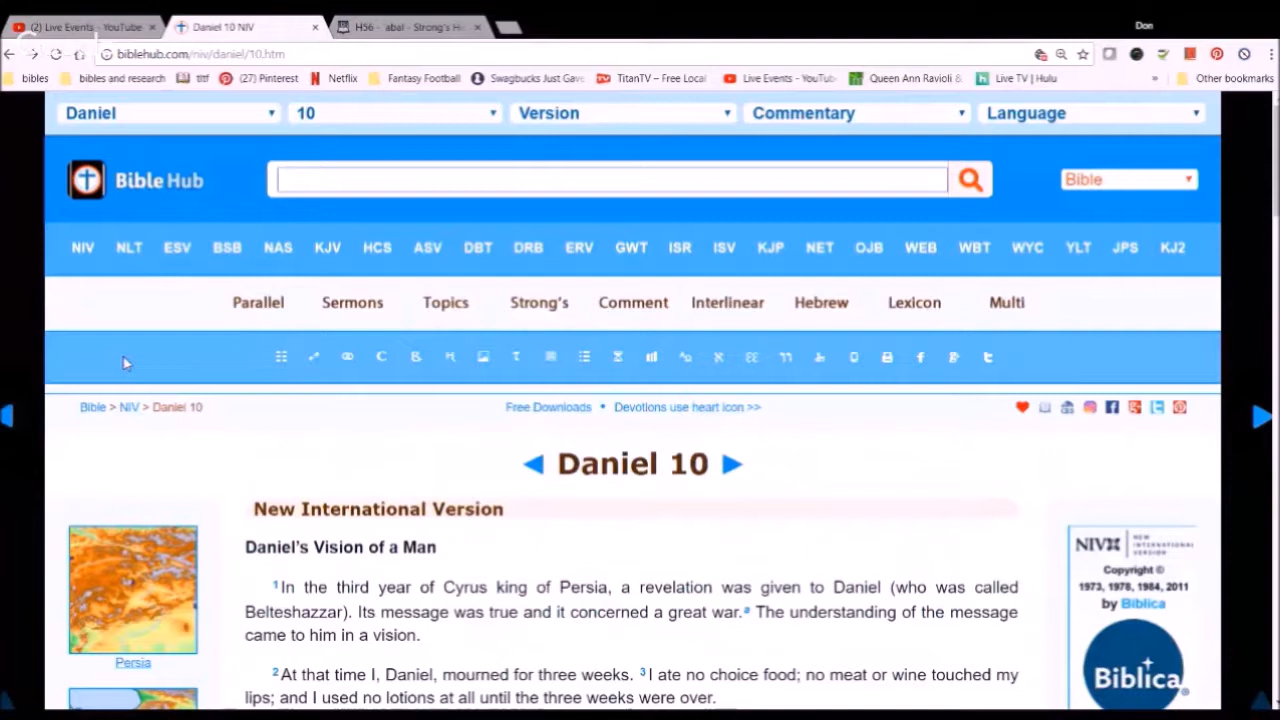 Don
(2) Live Events - YouTube
Daniel 10 NIV
H56 - 'abal - Strong's H
biblehub.com/niv/daniel/10.htm
bibles
bibles and research
(27) Pinterest
Netflix
Fantasy Football
Swagbucks Just Gave
TitanTV – Free Local
Live Events - YouTub
Queen Ann Ravioli &
Live TV | Hulu
»
Other bookmarks
Daniel
10
Version
Commentary
Language
Bible Hub
Bible
NIV NLT ESV BSB NAS KJV HCS ASV DBT DRB ERV GWT ISR ISV KJP NET OJB WEB WBT WYC YLT JPS KJ2
Parallel Sermons Topics Strong's Comment Interlinear Hebrew Lexicon Multi
Bible > NIV > Daniel 10
Free Downloads • Devotions use heart icon >>
◄ Daniel 10 ►
New International Version
Daniel's Vision of a Man
1In the third year of Cyrus king of Persia, a revelation was given to Daniel (who was called
Belteshazzar). Its message was true and it concerned a great war.a The understanding of the message
came to him in a vision.
2At that time I, Daniel, mourned for three weeks. 3I ate no choice food; no meat or wine touched my
lips; and I used no lotions at all until the three weeks were over.
Persia
NIV
NEW
INTERNATIONAL
VERSION
Copyright ©
1973, 1978, 1984, 2011
by Biblica
Biblica